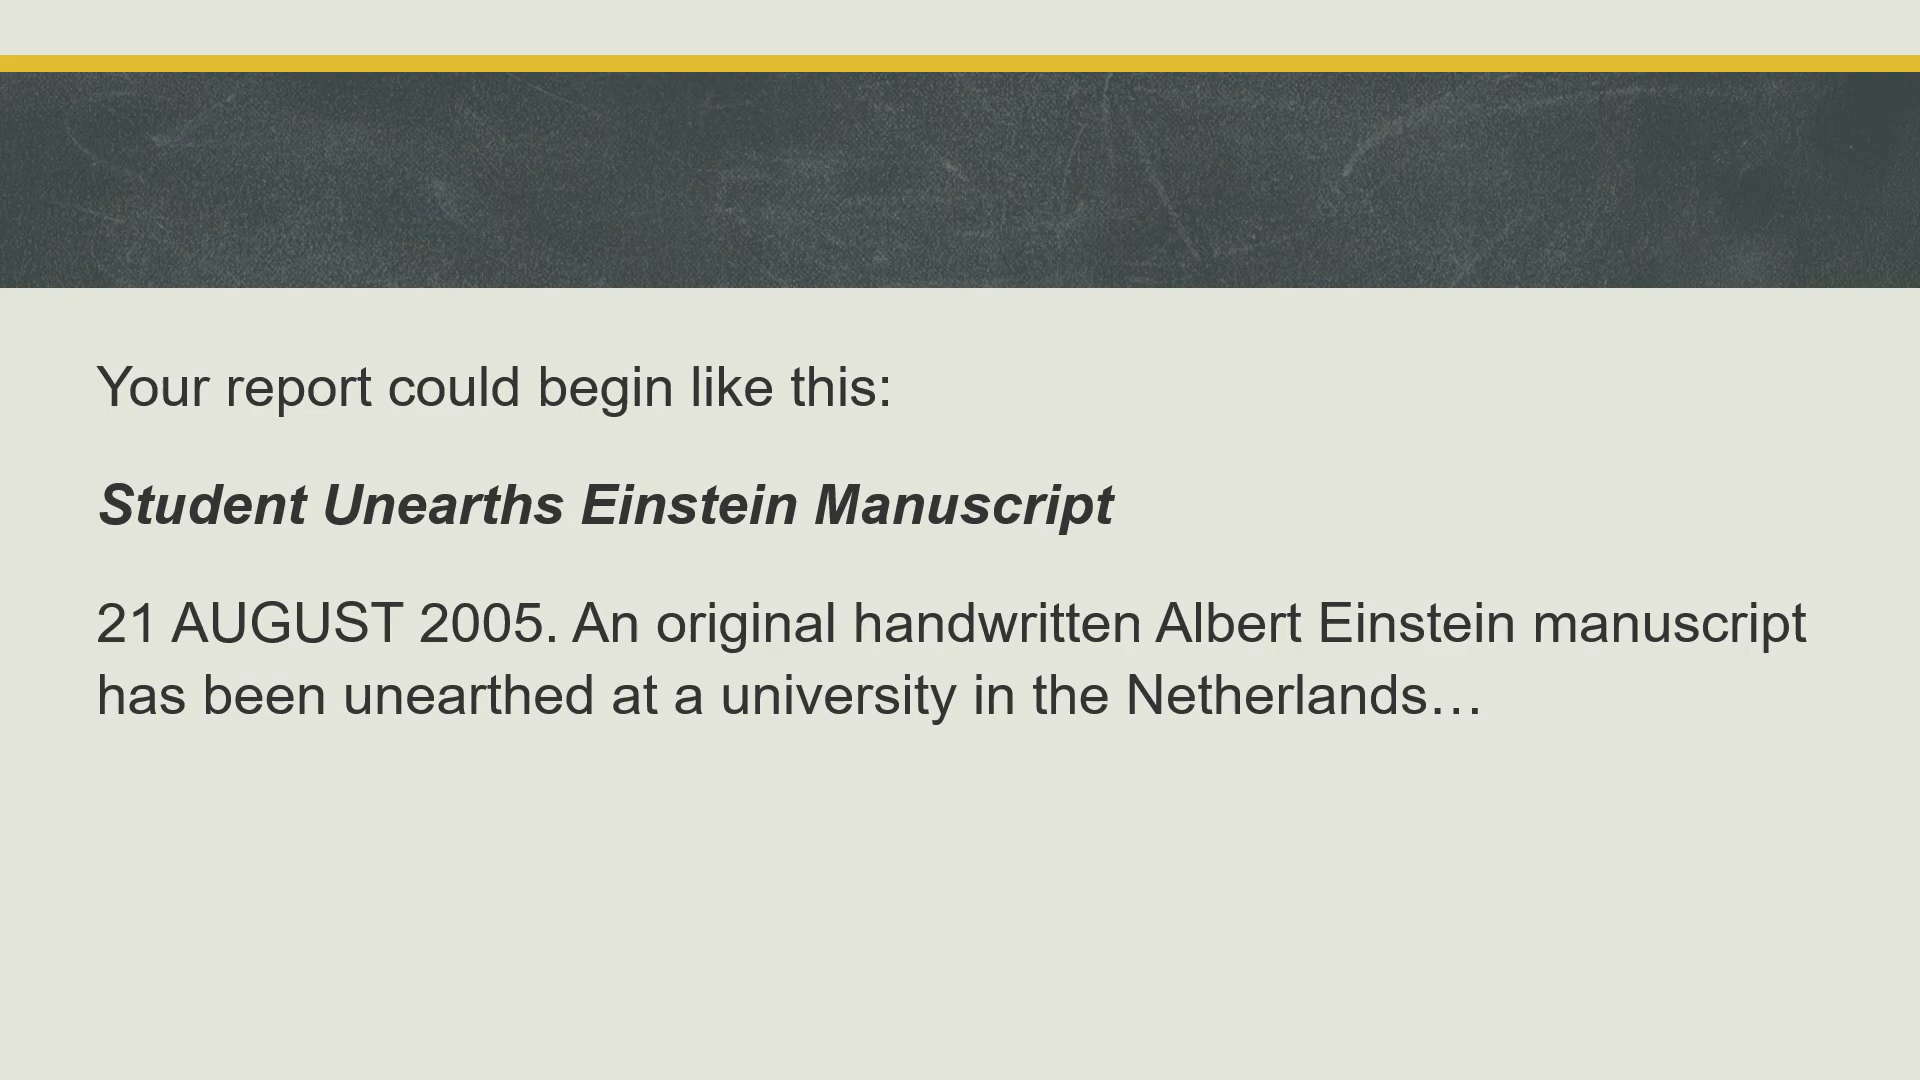 Your report could begin like this:
Student Unearths Einstein Manuscript
21 AUGUST 2005. An original handwritten Albert Einstein manuscript
has been unearthed at a university in the Netherlands…